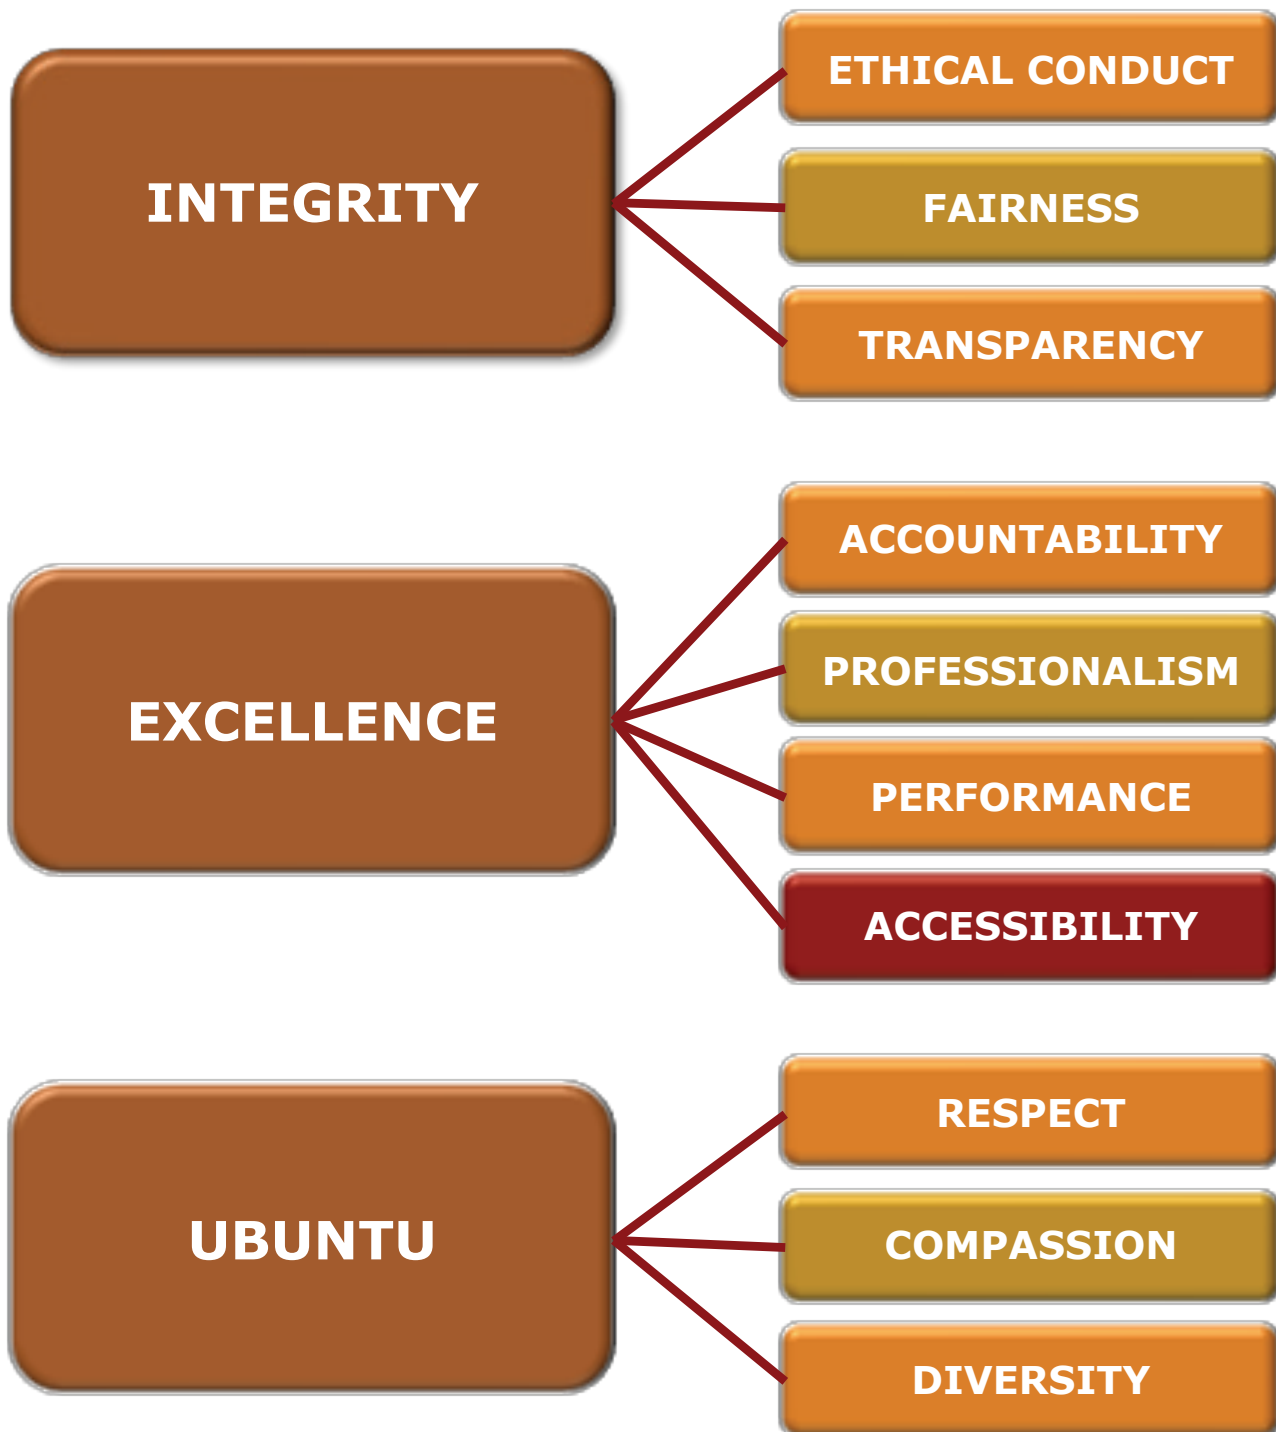 INTEGRITY
ETHICAL CONDUCT
FAIRNESS
TRANSPARENCY
EXCELLENCE
ACCOUNTABILITY
PROFESSIONALISM
PERFORMANCE
ACCESSIBILITY
UBUNTU
RESPECT
COMPASSION
DIVERSITY